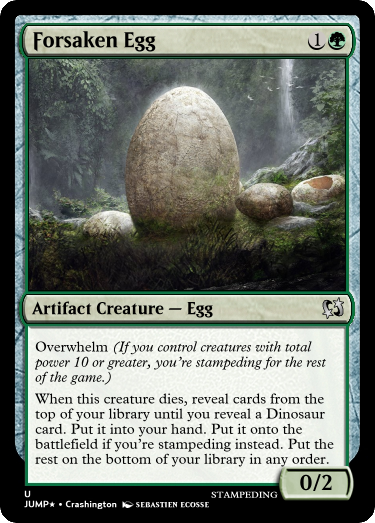 Forsaken Egg 1
Artifact Creature — Egg
Overwhelm (If you control creatures with total
power 10 or greater, you're stampeding for the rest
of the game.)
When this creature dies, reveal cards from the
top of your library until you reveal a Dinosaur
card. Put it into your hand. Put it onto the
battlefield if you're stampeding instead. Put the
rest on the bottom of your library in any order.
0/2
U
STAMPEDING
JUMP★ • Crashington SEBASTIEN ECOSSE